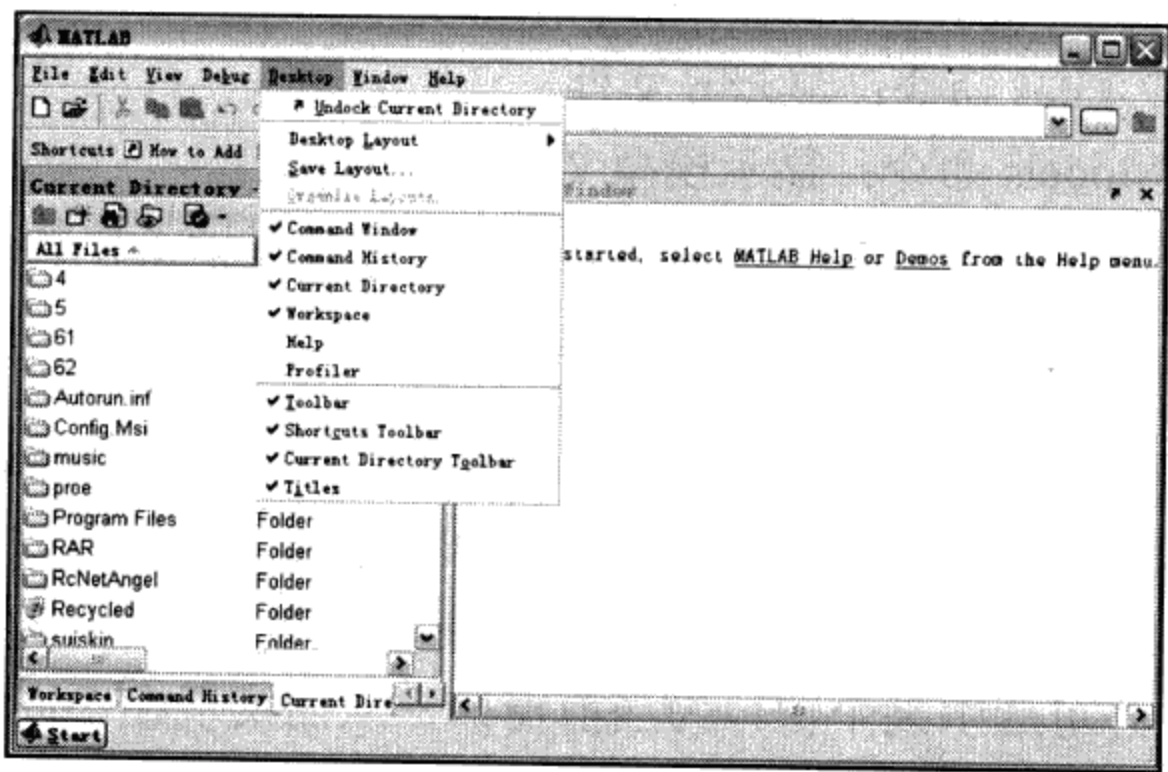 MATLAB
File Edit View Debug Desktop Window Help
Undock Current Directory
Desktop Layout
Shortcuts How to Add
Save Layout...
Current Directory -
Organize Layouts...
Window
Command Window
All Files
Command History
started, select MATLAB Help or Demos from the Help menu.
Current Directory
Workspace
Help
Profiler
Toolbar
Shortcuts Toolbar
Current Directory Toolbar
Titles
4
5
61
62
Autorun.inf
Config.Msi
music
proe
Program Files Folder
RAR Folder
RcNetAngel Folder
Recycled Folder
suiskin Folder
Workspace Command History Current Dire
Start